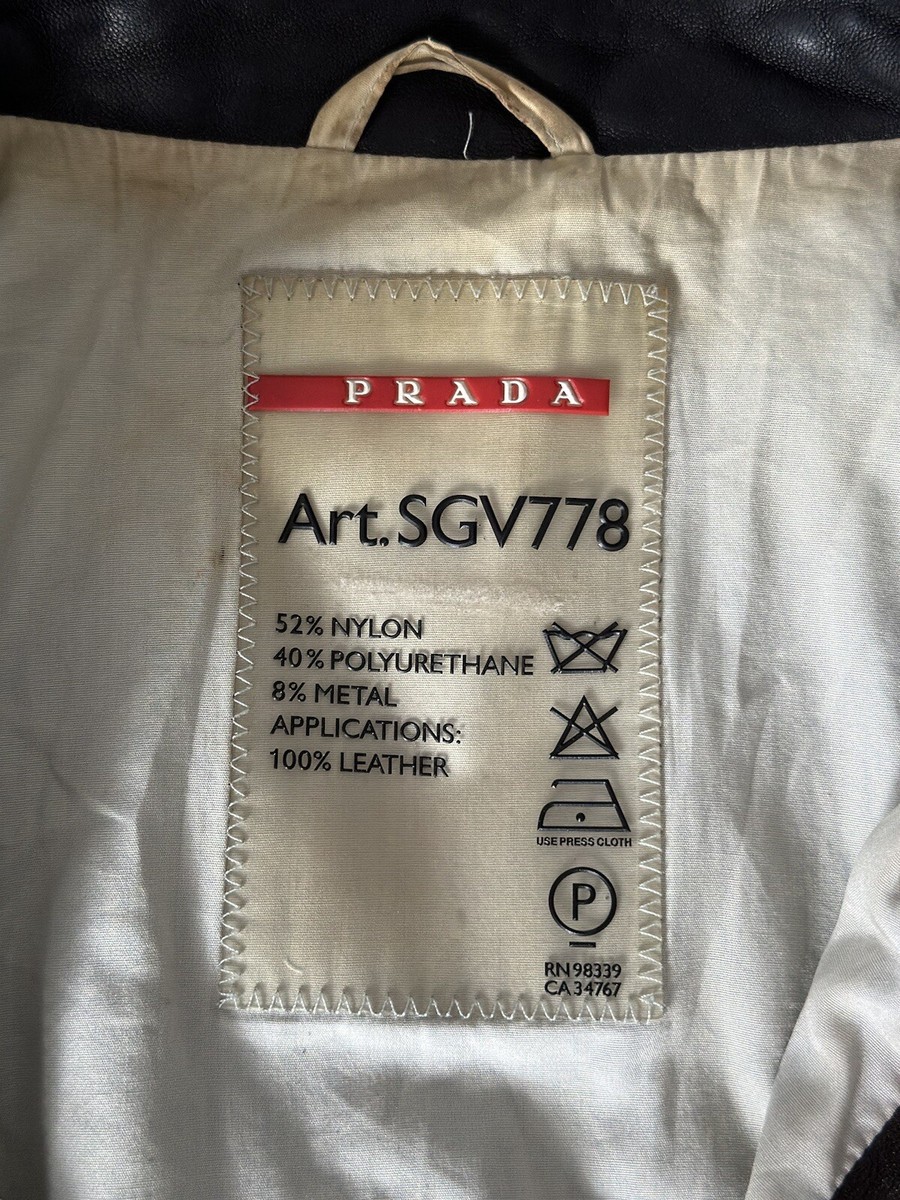 PRADA
Art.SGV778
52% NYLON
40% POLYURETHANE
8% METAL
APPLICATIONS:
100% LEATHER
USE PRESS CLOTH
P
RN 98339
CA 34767